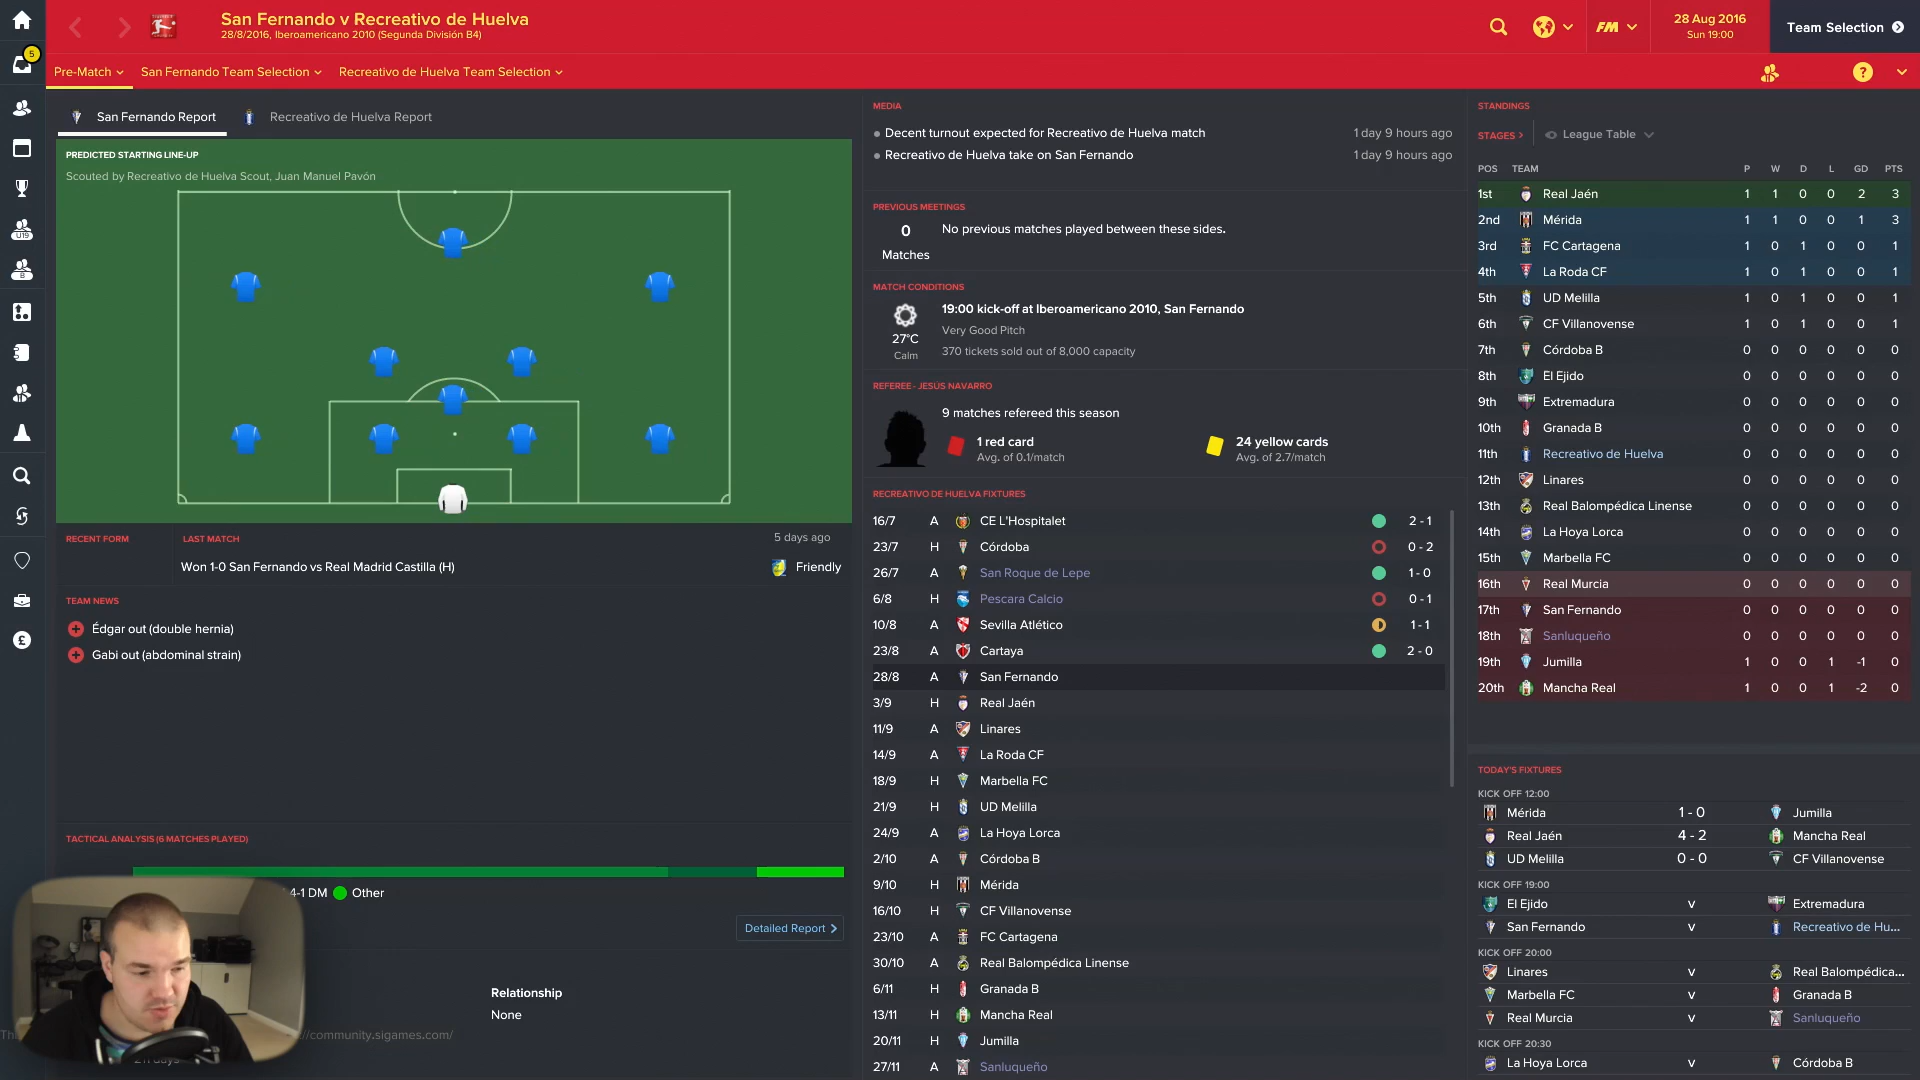 San Fernando v Recreativo de Huelva
28/8/2016, Iberoamericano 2010 (Segunda División B4)
FM
28 Aug 2016
Sun 19:00
Team Selection
5
Pre-Match
San Fernando Team Selection
Recreativo de Huelva Team Selection
?
San Fernando Report
Recreativo de Huelva Report
PREDICTED STARTING LINE-UP
Scouted by Recreativo de Huelva Scout, Juan Manuel Pavón
RECENT FORM
LAST MATCH
5 days ago
Won 1-0 San Fernando vs Real Madrid Castilla (H)
Friendly
TEAM NEWS
Édgar out (double hernia)
Gabi out (abdominal strain)
TACTICAL ANALYSIS (6 MATCHES PLAYED)
4-1 DM
Other
Detailed Report
Relationship
None
//community.sigames.com/
U19
B
£
MEDIA
Decent turnout expected for Recreativo de Huelva match 1 day 9 hours ago
Recreativo de Huelva take on San Fernando 1 day 9 hours ago
PREVIOUS MEETINGS
0
Matches
No previous matches played between these sides.
MATCH CONDITIONS
27°C
Calm
19:00 kick-off at Iberoamericano 2010, San Fernando
Very Good Pitch
370 tickets sold out of 8,000 capacity
REFEREE - JESÚS NAVARRO
9 matches refereed this season
1 red card
Avg. of 0.1/match
24 yellow cards
Avg. of 2.7/match
RECREATIVO DE HUELVA FIXTURES
16/7 A CE L'Hospitalet 2 - 1
23/7 H Córdoba 0 - 2
26/7 A San Roque de Lepe 1 - 0
6/8 H Pescara Calcio 0 - 1
10/8 A Sevilla Atlético 1 - 1
23/8 A Cartaya 2 - 0
28/8 A San Fernando
3/9 H Real Jaén
11/9 A Linares
14/9 A La Roda CF
18/9 H Marbella FC
21/9 H UD Melilla
24/9 A La Hoya Lorca
2/10 A Córdoba B
9/10 H Mérida
16/10 H CF Villanovense
23/10 A FC Cartagena
30/10 A Real Balompédica Linense
6/11 H Granada B
13/11 H Mancha Real
20/11 H Jumilla
27/11 A Sanluqueño
STANDINGS
STAGES
League Table
POS TEAM P W D L GD PTS
1st Real Jaén 1 1 0 0 2 3
2nd Mérida 1 1 0 0 1 3
3rd FC Cartagena 1 0 1 0 0 1
4th La Roda CF 1 0 1 0 0 1
5th UD Melilla 1 0 1 0 0 1
6th CF Villanovense 1 0 1 0 0 1
7th Córdoba B 0 0 0 0 0 0
8th El Ejido 0 0 0 0 0 0
9th Extremadura 0 0 0 0 0 0
10th Granada B 0 0 0 0 0 0
11th Recreativo de Huelva 0 0 0 0 0 0
12th Linares 0 0 0 0 0 0
13th Real Balompédica Linense 0 0 0 0 0 0
14th La Hoya Lorca 0 0 0 0 0 0
15th Marbella FC 0 0 0 0 0 0
16th Real Murcia 0 0 0 0 0 0
17th San Fernando 0 0 0 0 0 0
18th Sanluqueño 0 0 0 0 0 0
19th Jumilla 1 0 0 1 -1 0
20th Mancha Real 1 0 0 1 -2 0
TODAY'S FIXTURES
KICK OFF 12:00
Mérida 1 - 0 Jumilla
Real Jaén 4 - 2 Mancha Real
UD Melilla 0 - 0 CF Villanovense
KICK OFF 19:00
El Ejido v Extremadura
San Fernando v Recreativo de Hu...
KICK OFF 20:00
Linares v Real Balompédica...
Marbella FC v Granada B
Real Murcia v Sanluqueño
KICK OFF 20:30
La Hoya Lorca v Córdoba B